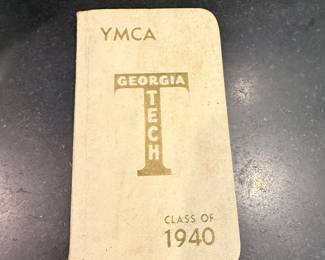 YMCA
GEORGIA
TECH
CLASS OF
1940